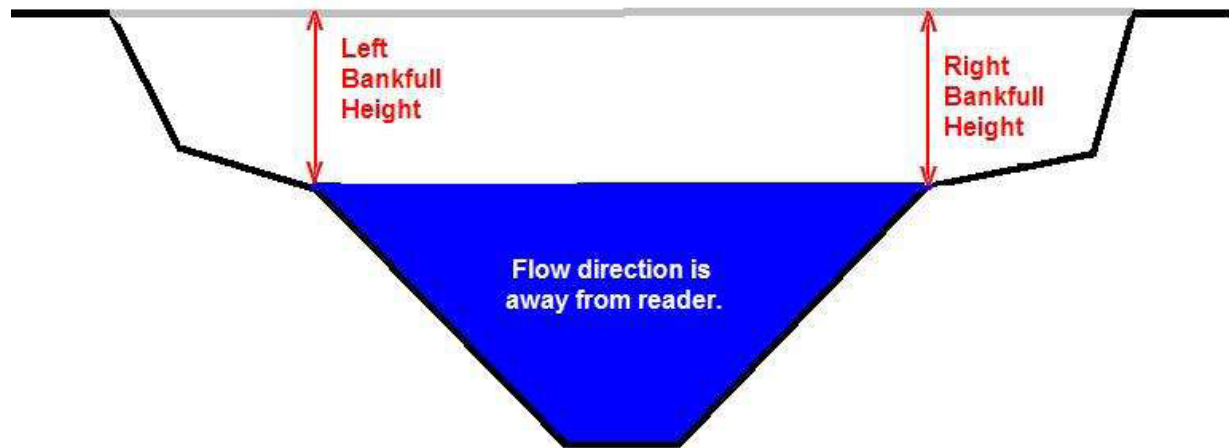 Left
Bankfull
Height
Right
Bankfull
Height
Flow direction is
away from reader.